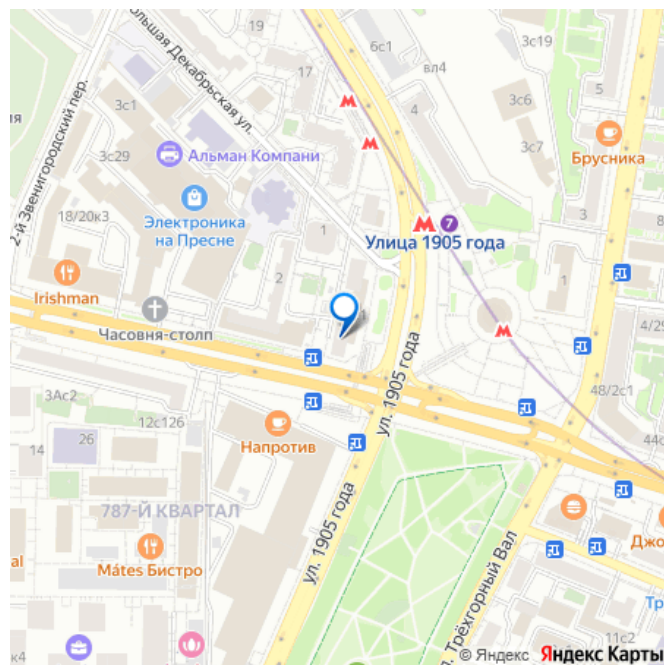 6с1
вл4
3с19
17
Большая Декабрьская ул.
4
3с6
5
3с1
2-й Звенигородский пер.
3с29
Альман Компани
3с7
Брусника
18/20к3
Электроника
на Пресне
1
7
Улица 1905 года
2
1
Irishman
Часовня-столп
4/29
ул. 1905 года
3Ас2
48/2с1
12с126
14
26
Напротив
44с
787-Й КВАРТАЛ
ул. 1905 года
Mátes Бистро
al
Джо
ул. Трёхгорный Вал
Тр
11с2
© Яндекс Яндекс Карты